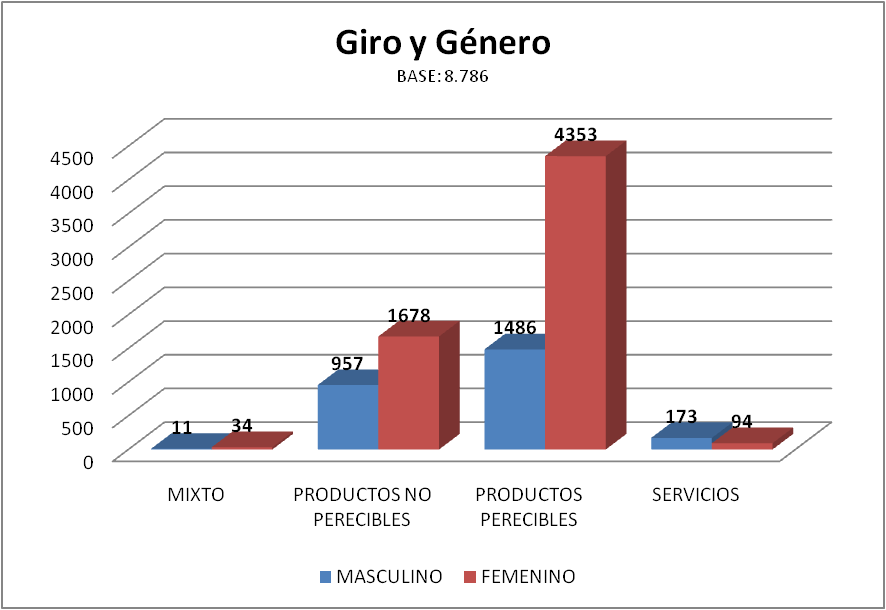 Giro y Género
BASE: 8.786
4500
4000
3500
3000
2500
2000
1500
1000
500
0
11
34
957
1678
1486
4353
173
94
MIXTO
PRODUCTOS NO
PERECIBLES
PRODUCTOS
PERECIBLES
SERVICIOS
MASCULINO
FEMENINO